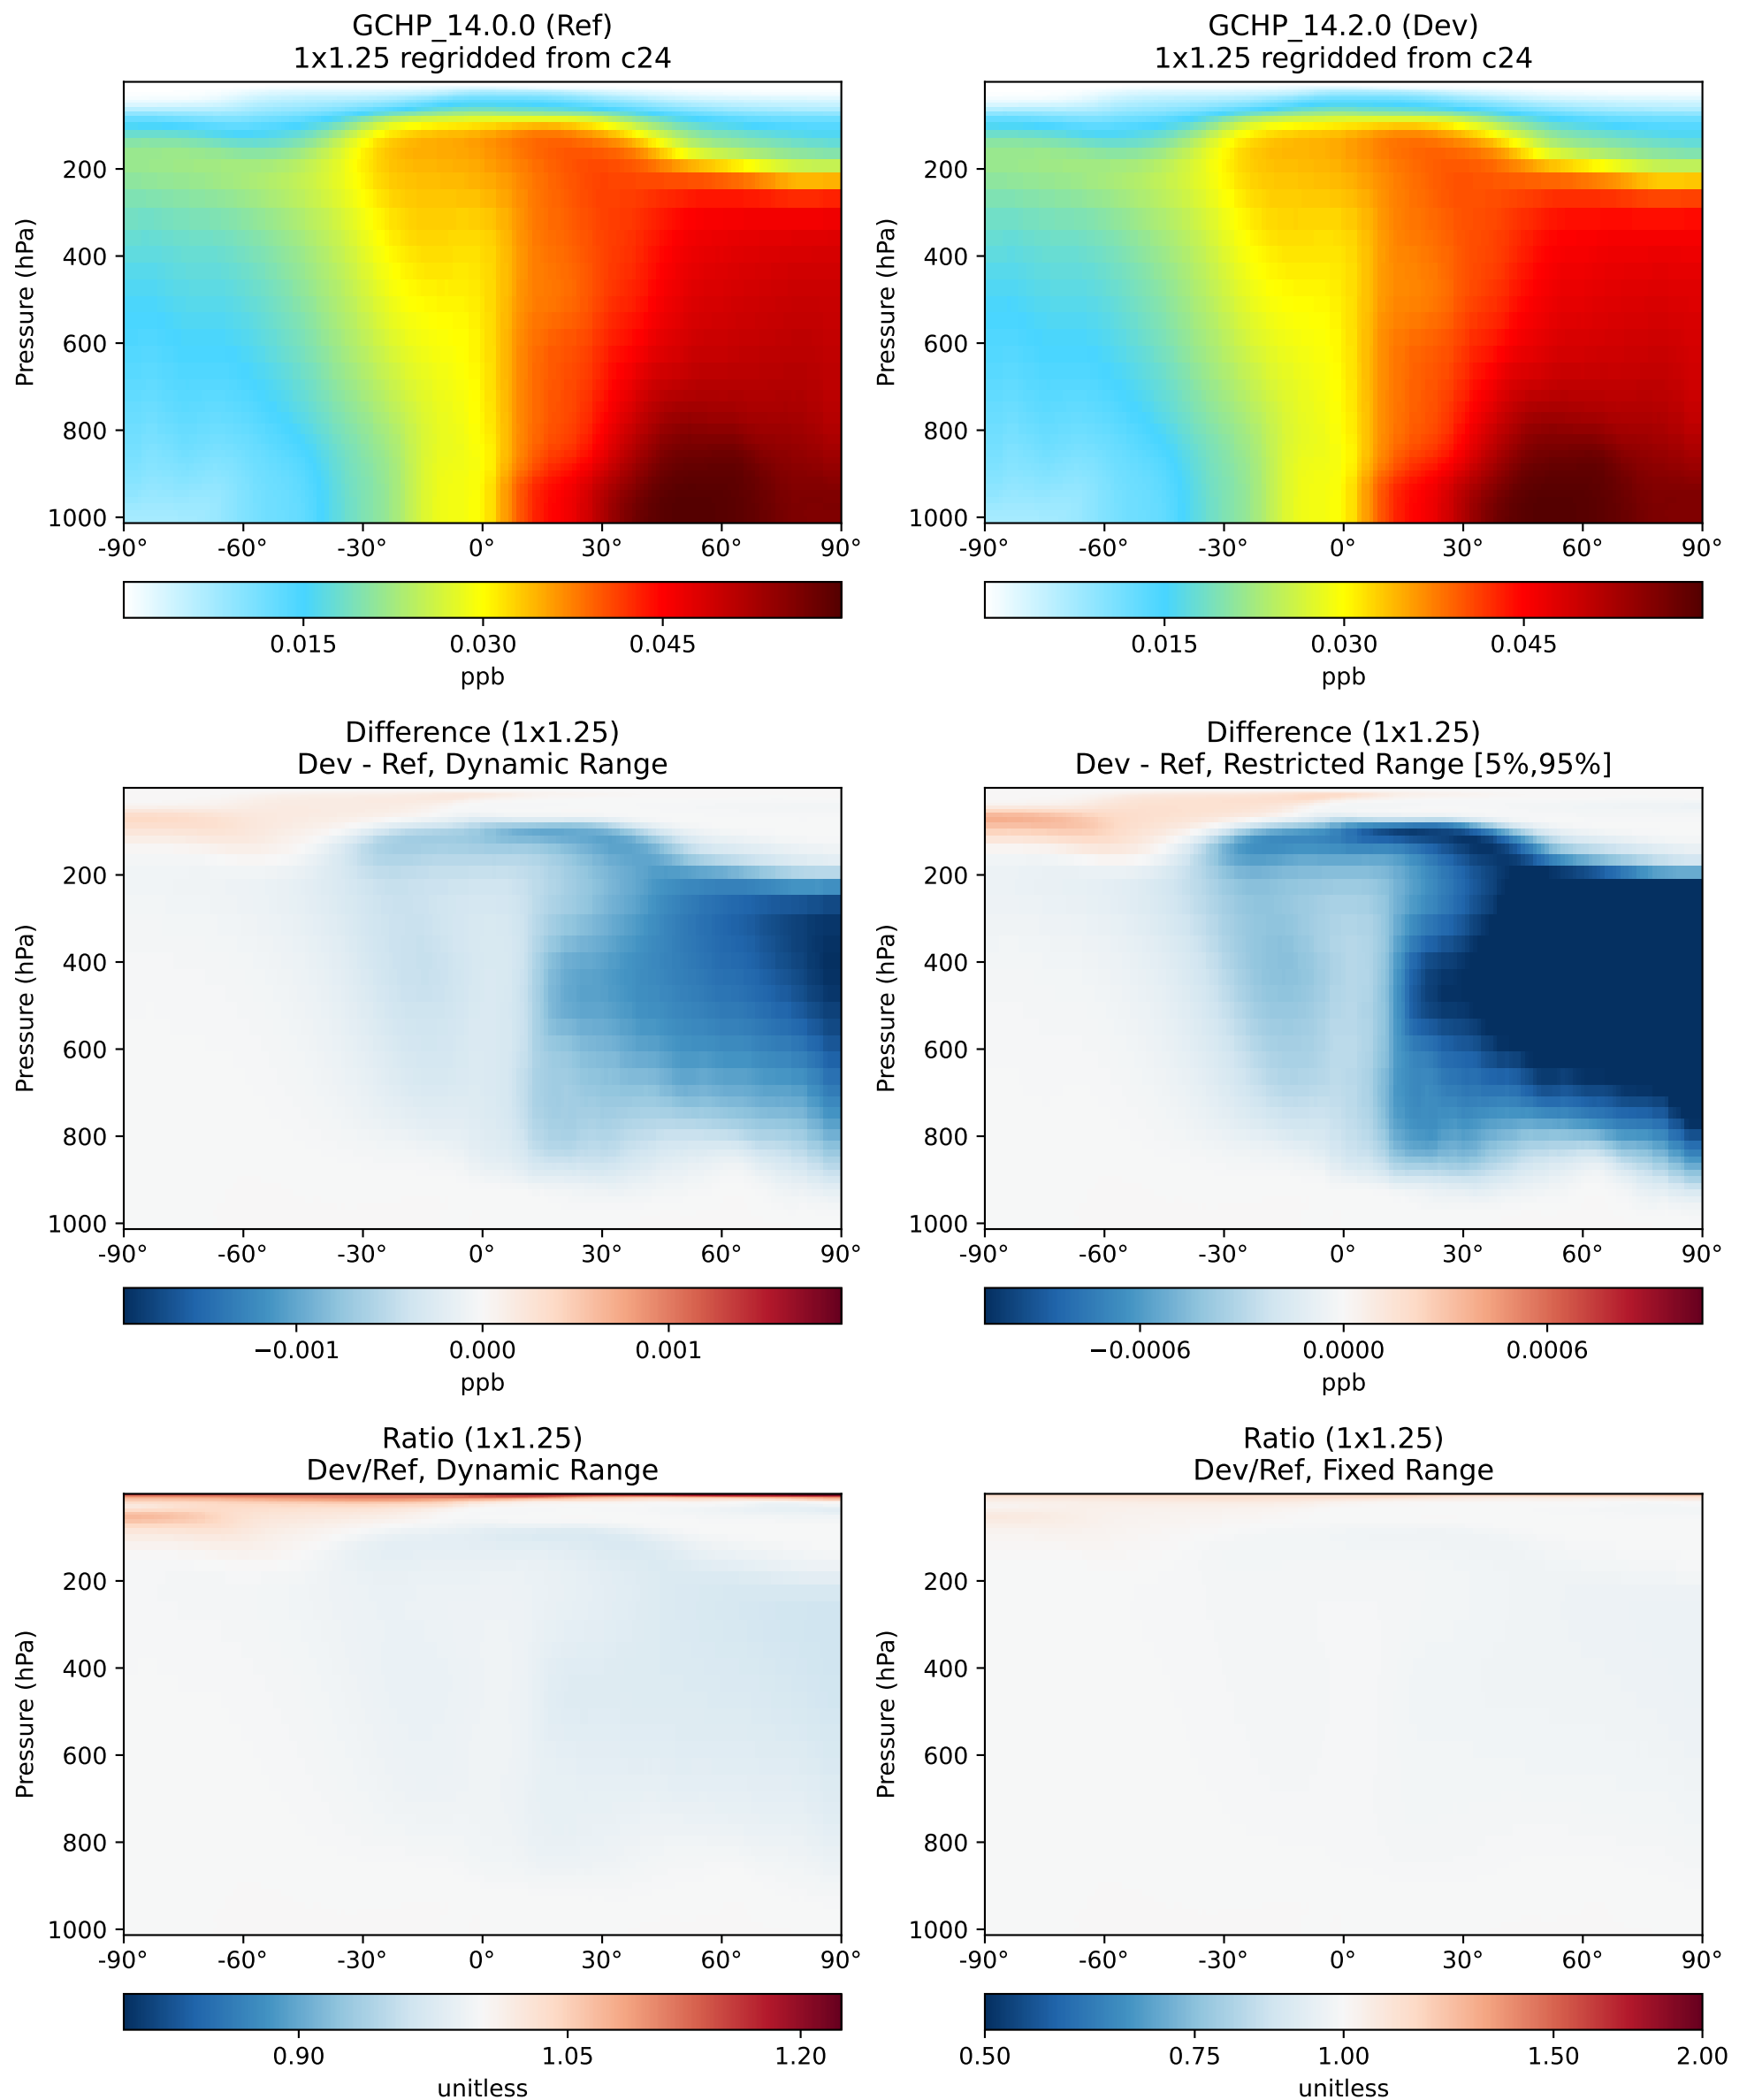 GCHP_14.0.0 (Ref)
1x1.25 regridded from c24
Pressure (hPa)
200
400
600
800
1000
-90° -60° -30° 0° 30° 60° 90°
0.015 0.030 0.045
ppb
GCHP_14.2.0 (Dev)
1x1.25 regridded from c24
Pressure (hPa)
200
400
600
800
1000
-90° -60° -30° 0° 30° 60° 90°
0.015 0.030 0.045
ppb
Difference (1x1.25)
Dev - Ref, Dynamic Range
Pressure (hPa)
200
400
600
800
1000
-90° -60° -30° 0° 30° 60° 90°
−0.001 0.000 0.001
ppb
Difference (1x1.25)
Dev - Ref, Restricted Range [5%,95%]
Pressure (hPa)
200
400
600
800
1000
-90° -60° -30° 0° 30° 60° 90°
−0.0006 0.0000 0.0006
ppb
Ratio (1x1.25)
Dev/Ref, Dynamic Range
Pressure (hPa)
200
400
600
800
1000
-90° -60° -30° 0° 30° 60° 90°
0.90 1.05 1.20
unitless
Ratio (1x1.25)
Dev/Ref, Fixed Range
Pressure (hPa)
200
400
600
800
1000
-90° -60° -30° 0° 30° 60° 90°
0.50 0.75 1.00 1.50 2.00
unitless